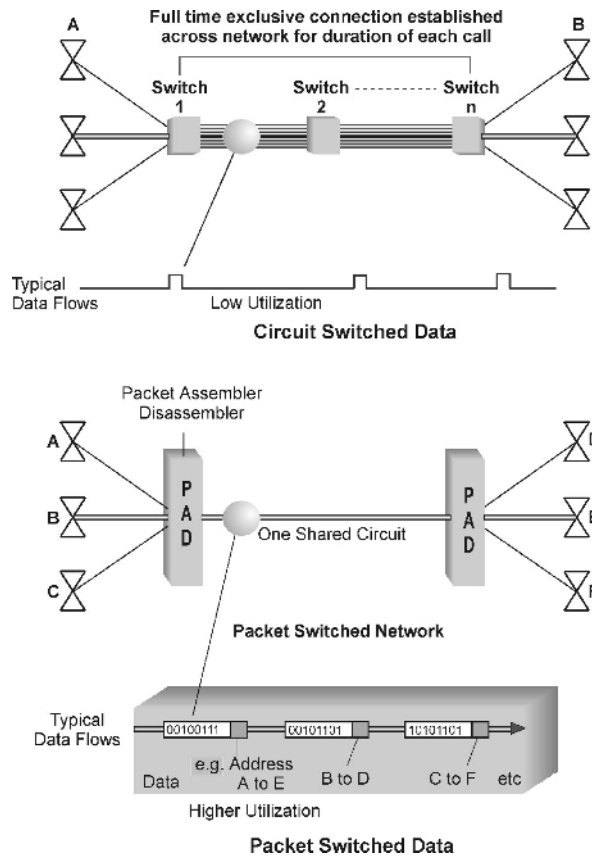 Full time exclusive connection established
across network for duration of each call
A
B
Switch
1
Switch
2
Switch
n
Typical
Data Flows
Low Utilization
Circuit Switched Data
Packet Assembler
Disassembler
A
B
C
PAD
One Shared Circuit
PAD
Packet Switched Network
Typical
Data Flows
00100111
00101101
10101101
e.g. Address
Data
A to E
B to D
C to F
etc
Higher Utilization
Packet Switched Data